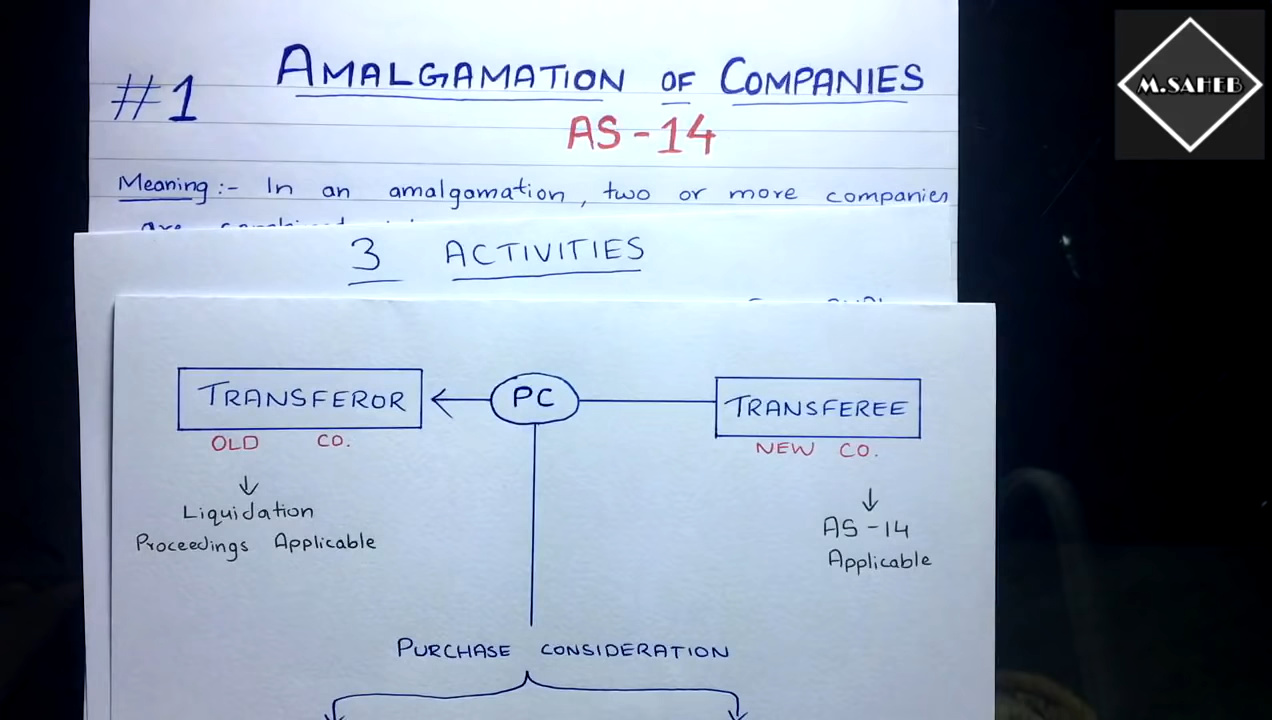 M.SAHEB
#1 AMALGAMATION OF COMPANIES
AS-14
Meaning :- In an amalgamation, two or more companies
are
3 ACTIVITIES
TRANSFEROR ← PC TRANSFEREE
OLD CO. NEW CO.
↓ ↓
Liquidation AS-14
Proceedings Applicable Applicable
PURCHASE CONSIDERATION